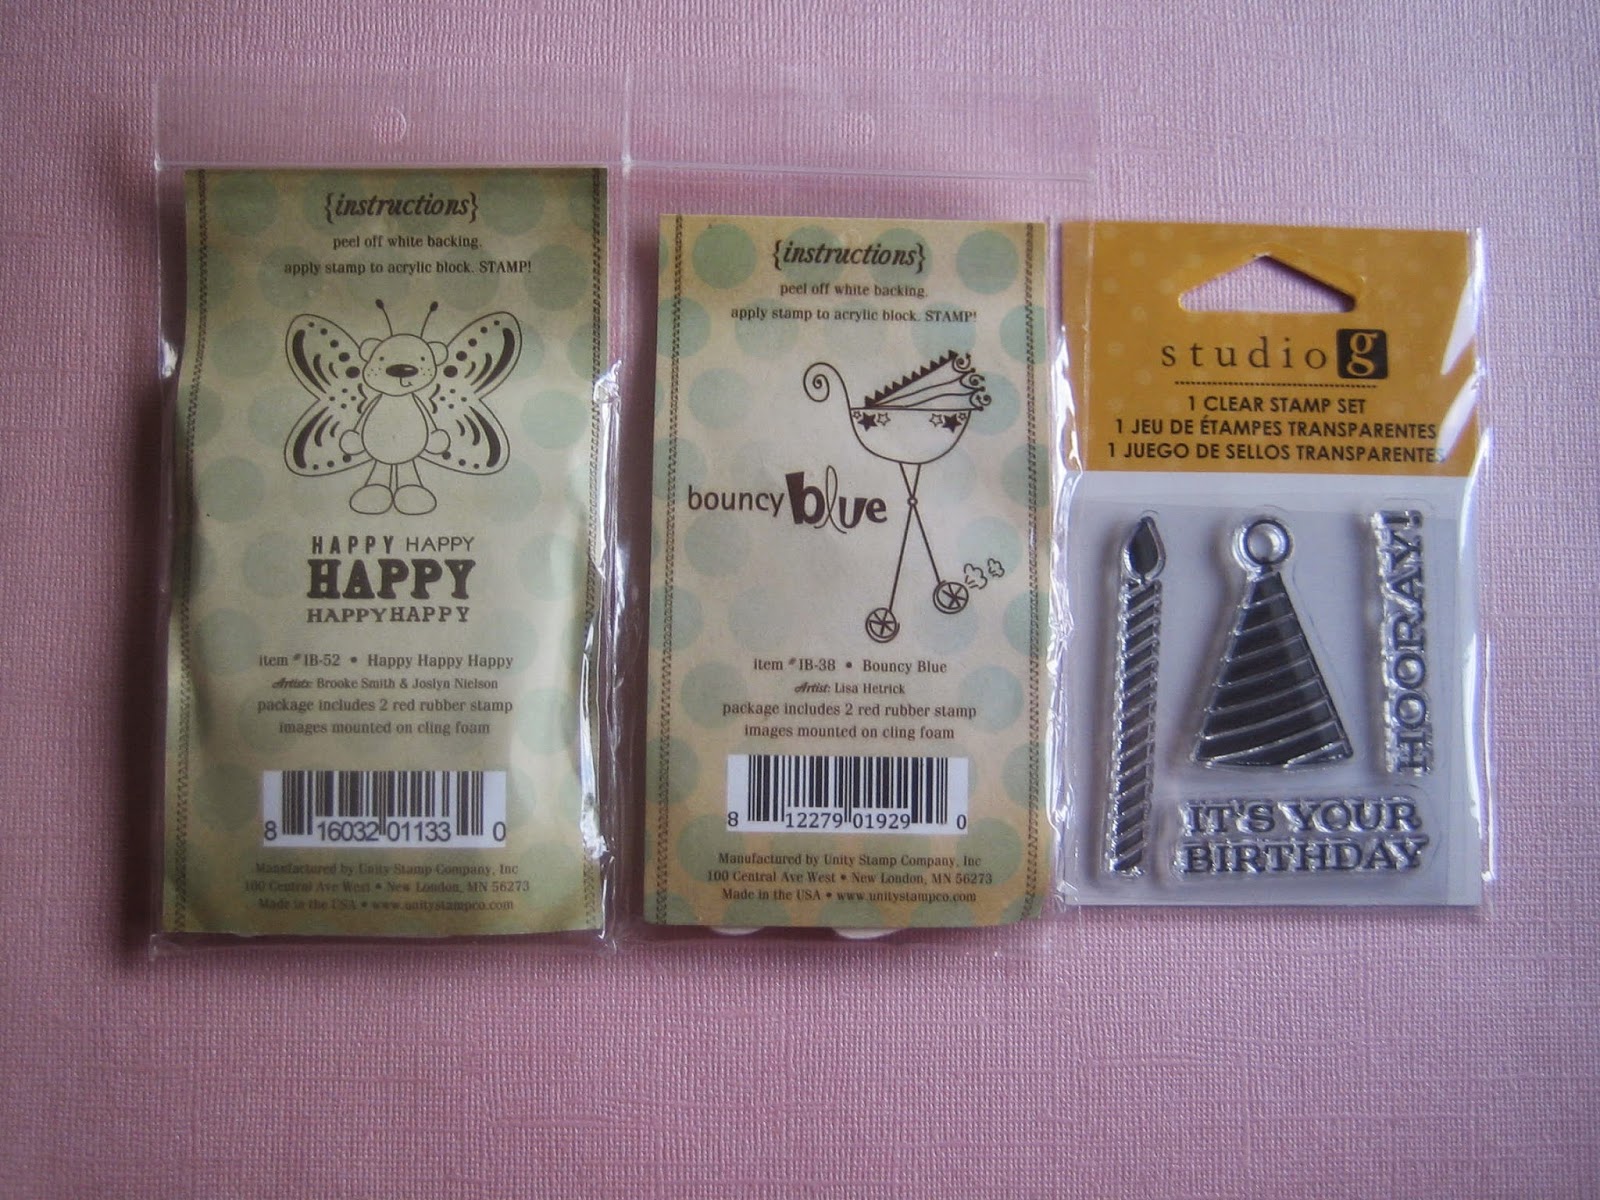 {instructions}
peel off white backing.
apply stamp to acrylic block. STAMP!
HAPPY HAPPY
HAPPY
HAPPY HAPPY
item # IB-52 • Happy Happy Happy
Artists: Brooke Smith & Joslyn Nielson
package includes 2 red rubber stamp
images mounted on cling foam
8 16032 01133 0
Manufactured by Unity Stamp Company, Inc
100 Central Ave West • New London, MN 56273
Made in the USA • www.unitystampco.com
{instructions}
peel off white backing.
apply stamp to acrylic block. STAMP!
bouncy blue
item # IB-38 • Bouncy Blue
Artist: Lisa Hetrick
package includes 2 red rubber stamp
images mounted on cling foam
8 12279 01929 0
Manufactured by Unity Stamp Company, Inc
100 Central Ave West • New London, MN 56273
Made in the USA • www.unitystampco.com
studio g
1 CLEAR STAMP SET
1 JEU DE ÉTAMPES TRANSPARENTES
1 JUEGO DE SELLOS TRANSPARENTES
HOORAY!
IT'S YOUR
BIRTHDAY